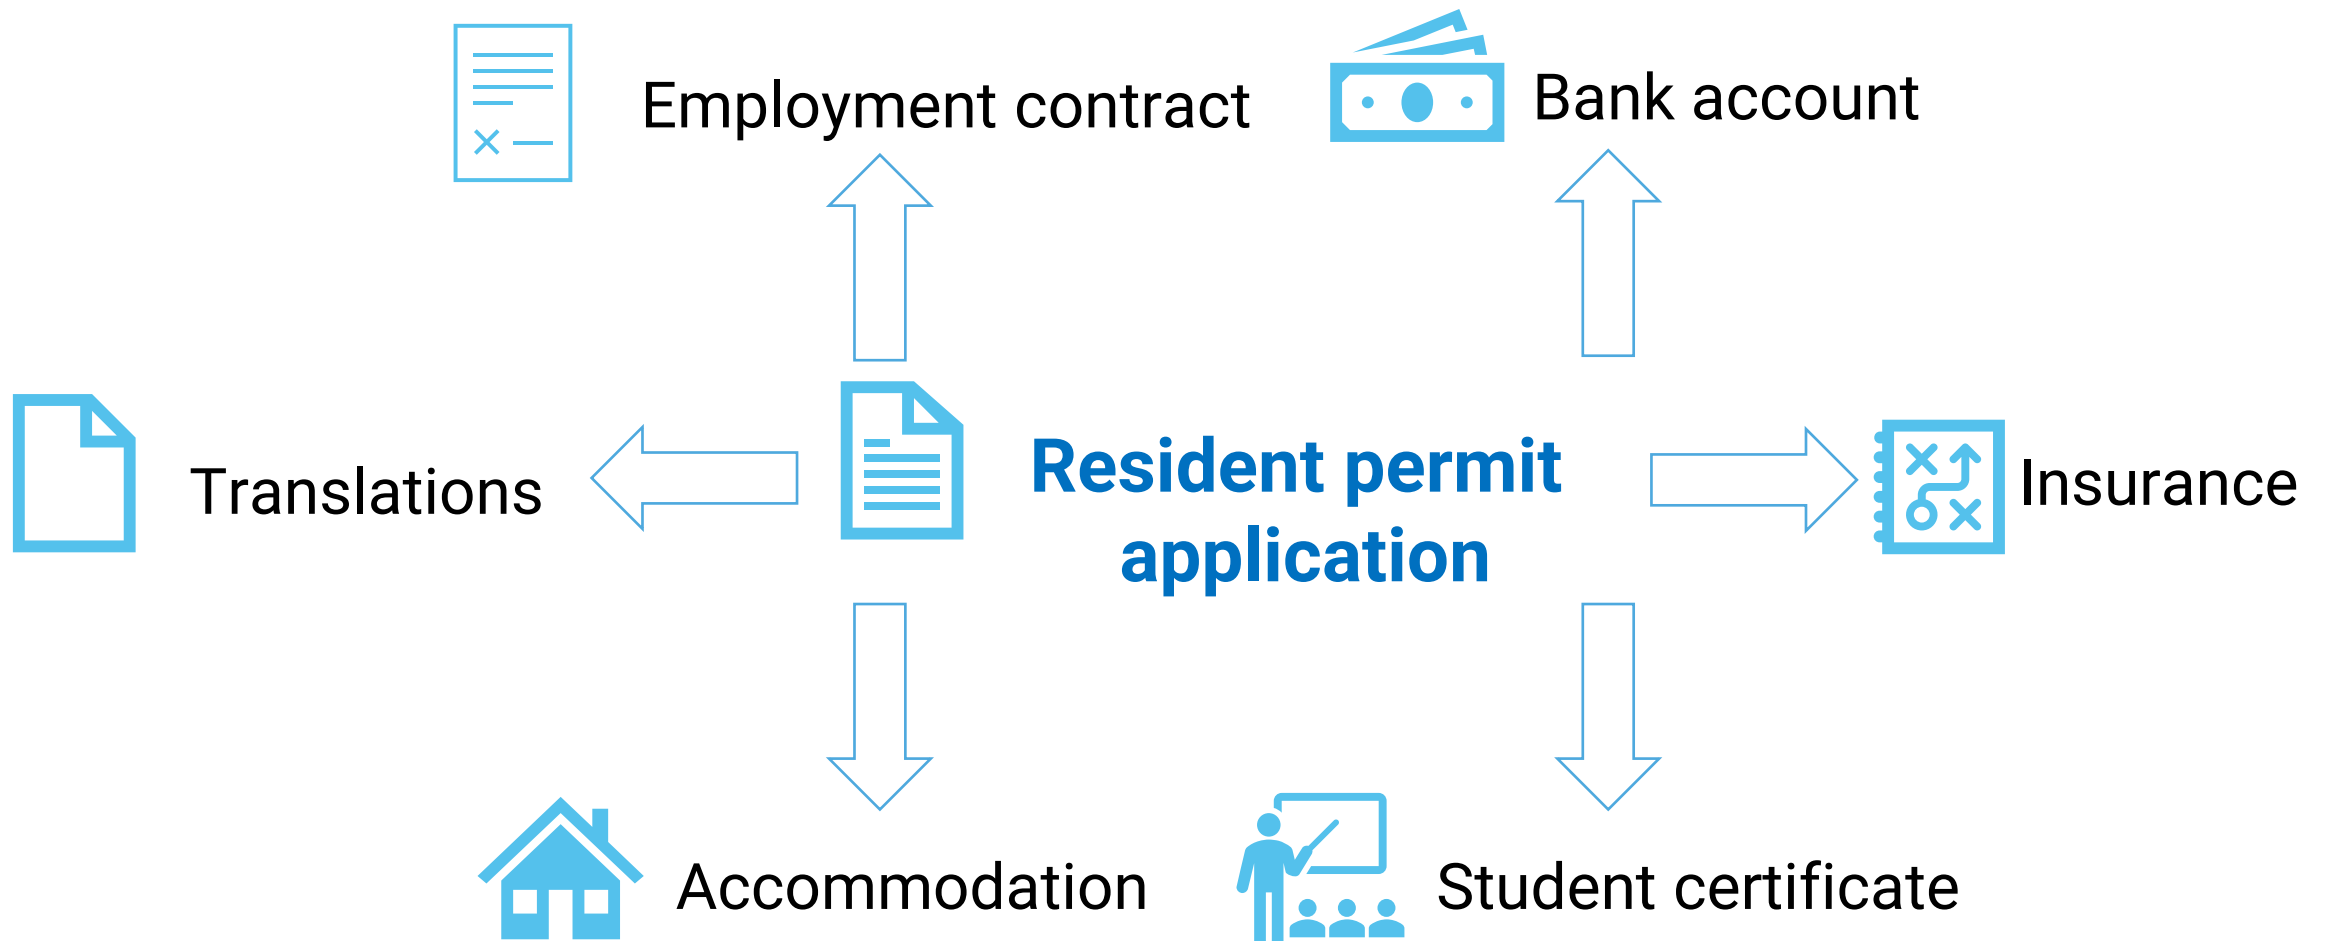 Employment contract
Bank account
Translations
Resident permit
application
Insurance
Accommodation
Student certificate